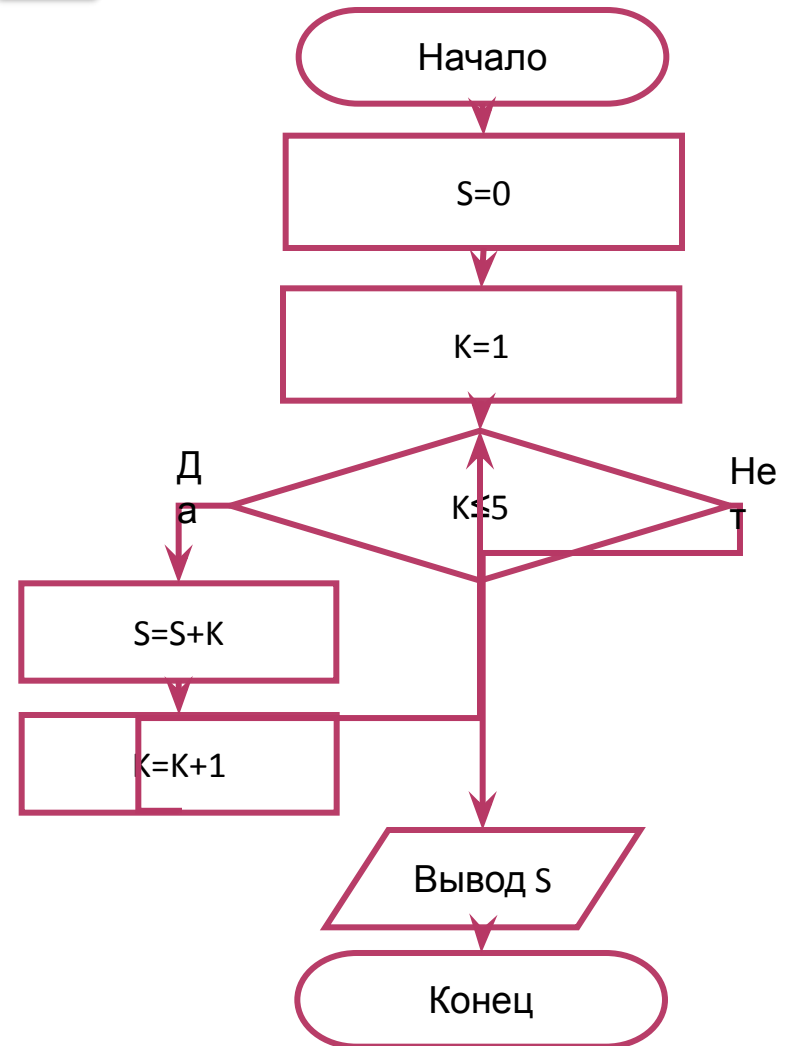 Начало
S=0
K=1
Д
а
K≤5
Не
т
S=S+K
K=K+1
Вывод S
Конец